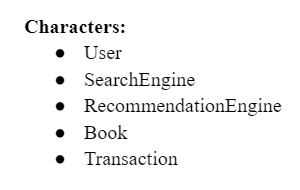 Characters:
● User
● SearchEngine
● RecommendationEngine
● Book
● Transaction